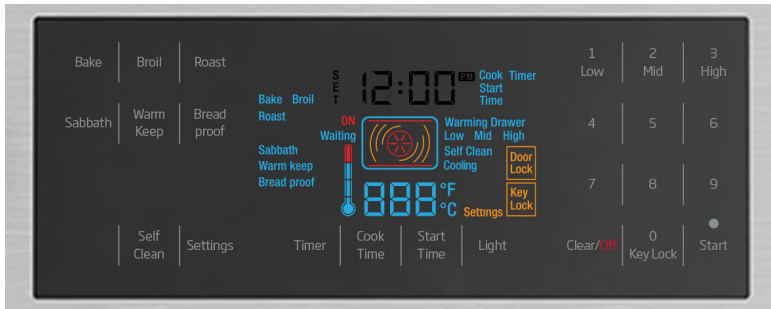 Bake
Broil
Roast
Sabbath
Warm
Keep
Bread
proof
Self
Clean
Settings
S
E
T
12:00
PM
Cook Timer
Start
Time
Bake Broil
Roast
ON
Waiting
Warming Drawer
Low Mid High
Self Clean
Cooling
Door
Lock
Sabbath
Warm keep
Bread proof
888
°F
°C
Settings
Key
Lock
Timer
Cook
Time
Start
Time
Light
1
Low
2
Mid
3
High
4
5
6
7
8
9
Clear/Off
0
Key Lock
Start